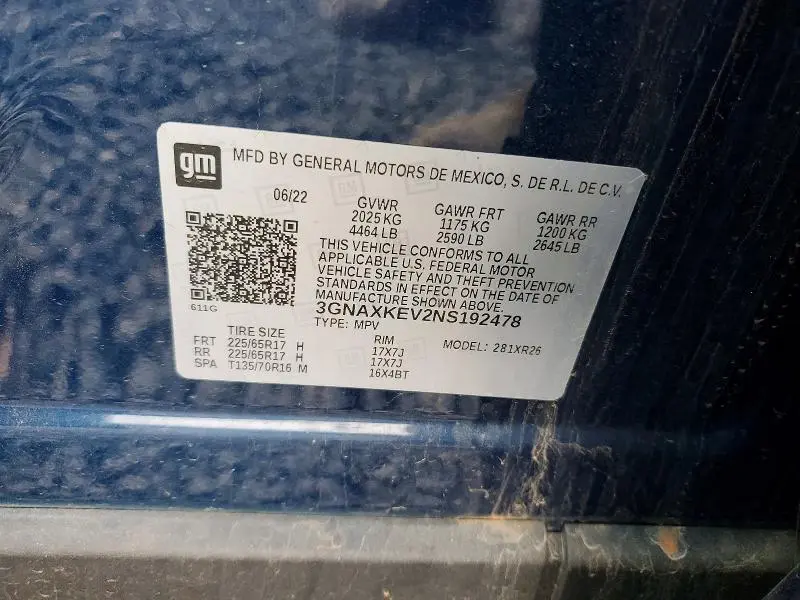 gm MFD BY GENERAL MOTORS DE MEXICO, S. DE R.L. DE C.V.
06/22 GVWR GAWR FRT GAWR RR
2025 KG 1175 KG 1200 KG
4464 LB 2590 LB 2645 LB
THIS VEHICLE CONFORMS TO ALL
APPLICABLE U.S. FEDERAL MOTOR
VEHICLE SAFETY AND THEFT PREVENTION
STANDARDS IN EFFECT ON THE DATE OF
MANUFACTURE SHOWN ABOVE.
611G 3GNAXKEV2NS192478
TYPE: MPV
TIRE SIZE RIM MODEL: 281XR26
FRT 225/65R17 H 17X7J
RR 225/65R17 H 17X7J
SPA T135/70R16 M 16X4BT